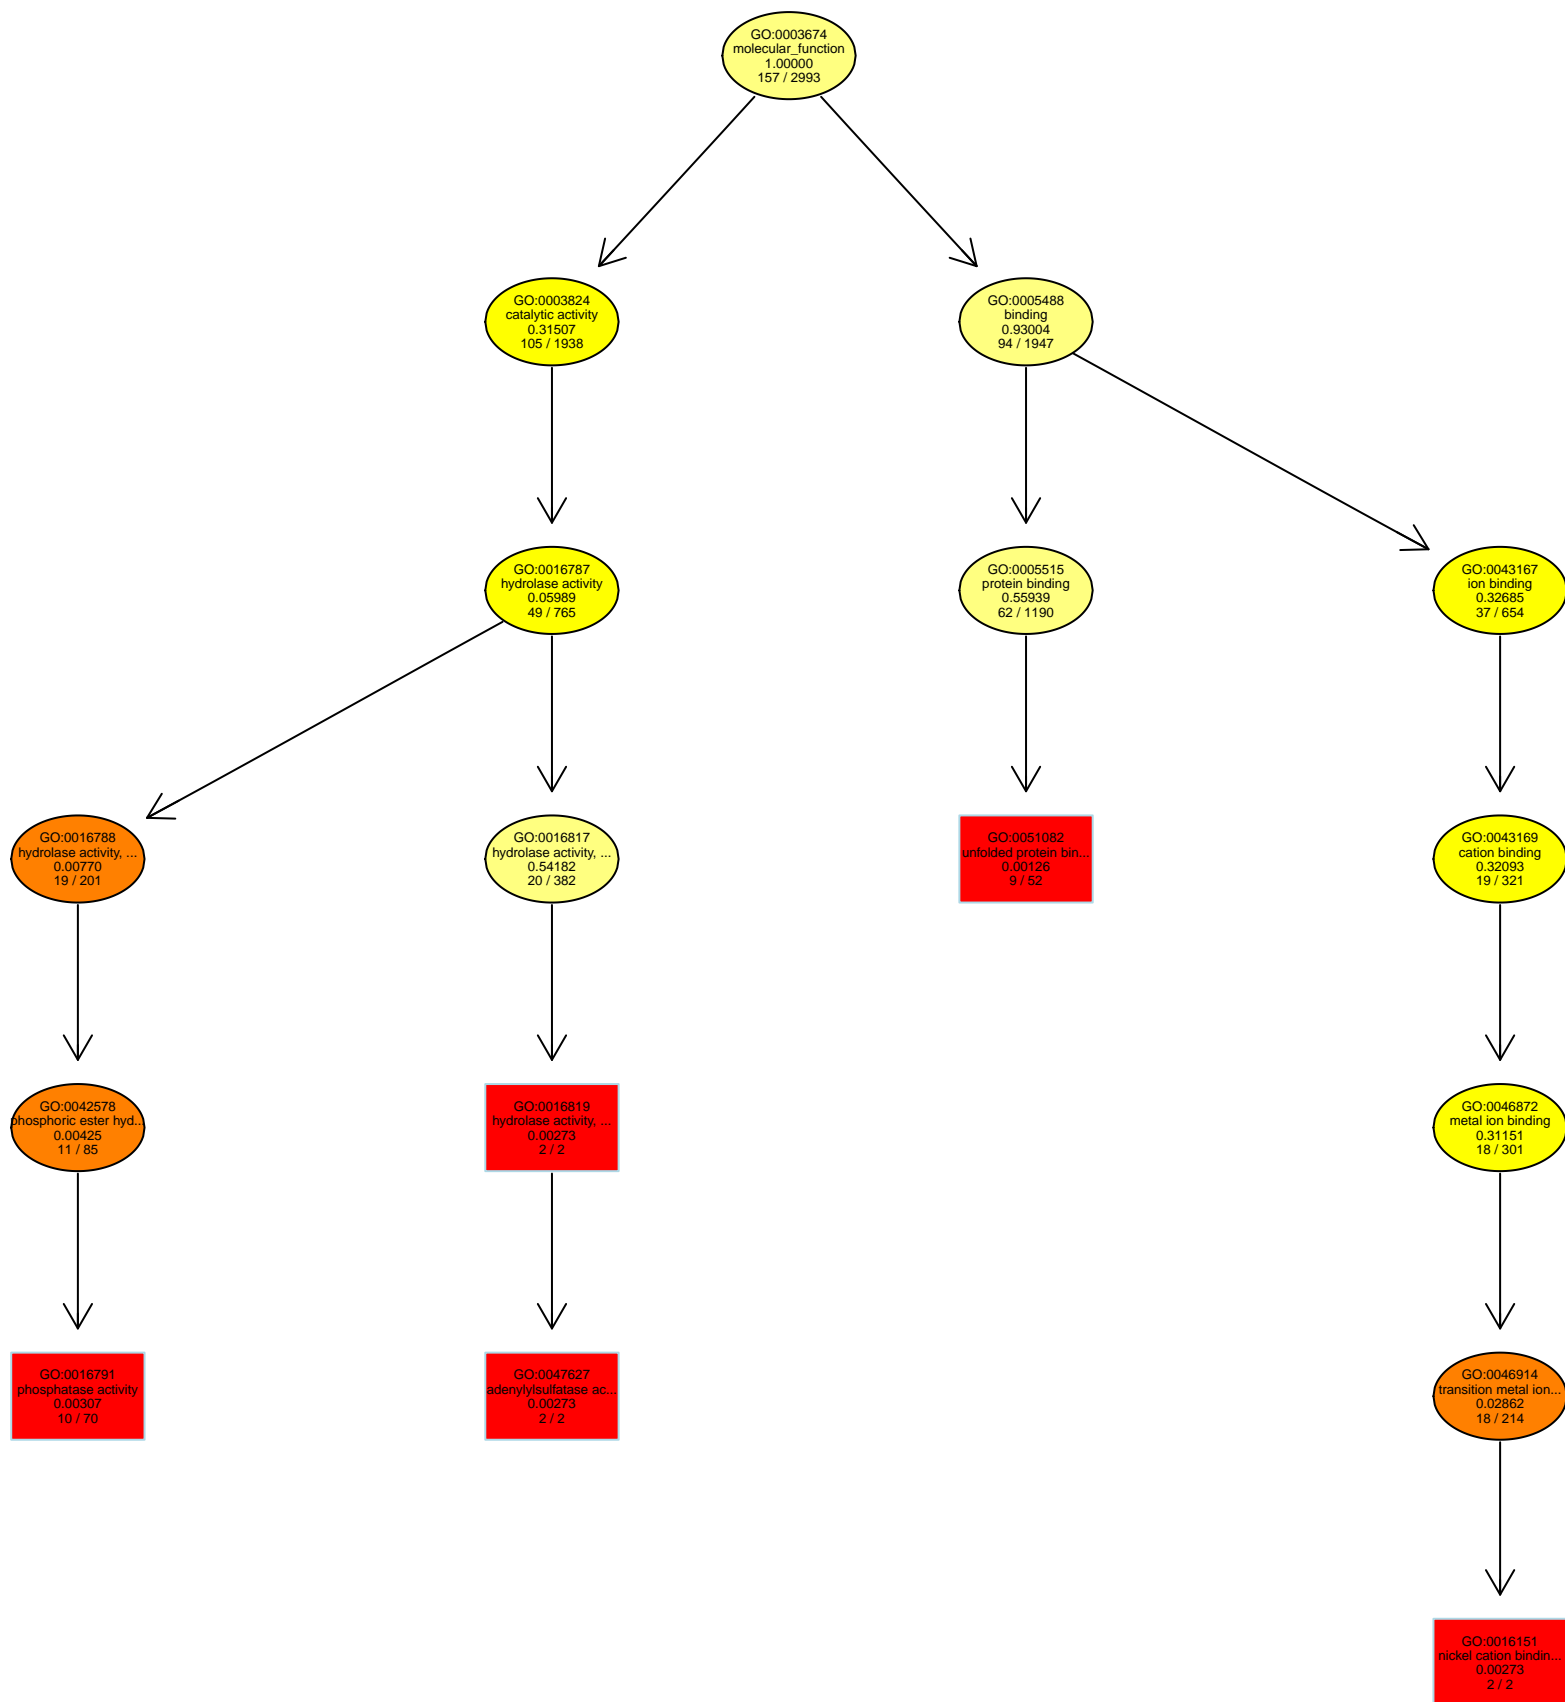 GO:0003674
molecular_function
1.00000
157 / 2993
GO:0003824
catalytic activity
0.31507
105 / 1938
GO:0005488
binding
0.93004
94 / 1947
GO:0016787
hydrolase activity
0.05989
49 / 765
GO:0005515
protein binding
0.55939
62 / 1190
GO:0043167
ion binding
0.32685
37 / 654
GO:0016788
hydrolase activity, ...
0.00770
19 / 201
GO:0016817
hydrolase activity, ...
0.54182
20 / 382
GO:0051082
unfolded protein bin...
0.00126
9 / 52
GO:0043169
cation binding
0.32093
19 / 321
GO:0042578
phosphoric ester hyd...
0.00425
11 / 85
GO:0016819
hydrolase activity, ...
0.00273
2 / 2
GO:0046872
metal ion binding
0.31151
18 / 301
GO:0016791
phosphatase activity
0.00307
10 / 70
GO:0047627
adenylylsulfatase ac...
0.00273
2 / 2
GO:0046914
transition metal ion...
0.02862
18 / 214
GO:0016151
nickel cation bindin...
0.00273
2 / 2